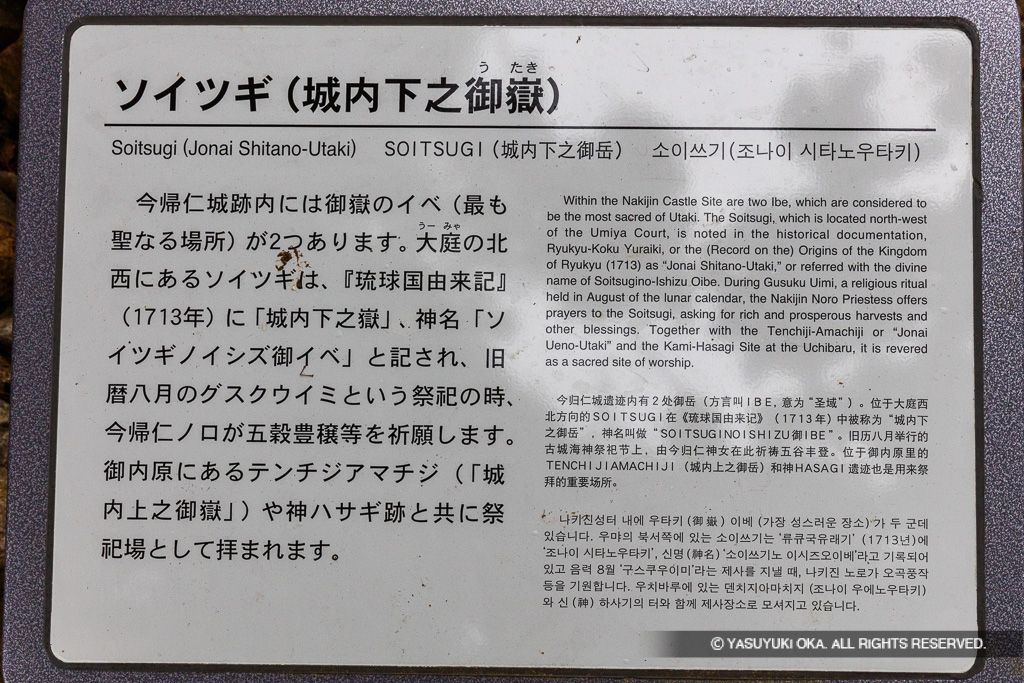 う たき
ソイツギ（城内下之御嶽）
Soitsugi (Jonai Shitano-Utaki) SOITSUGI（城内下之御岳） 소이쓰기(조나이 시타노우타키)
今帰仁城跡内には御嶽のイベ（最も
聖なる場所）が2つあります。大庭の北
うー みゃ
西にあるソイツギは、『琉球国由来記』
（1713年）に「城内下之嶽」、神名「ソ
イツギノイシズ御イベ」と記され、旧
暦八月のグスクウイミという祭祀の時、
今帰仁ノロが五穀豊穣等を祈願します。
御内原にあるテンチジアマチジ（「城
内上之御嶽」）や神ハサギ跡と共に祭
祀場として拝まれます。
Within the Nakijin Castle Site are two Ibe, which are considered to
be the most sacred of Utaki. The Soitsugi, which is located north-west
of the Umiya Court, is noted in the historical documentation,
Ryukyu-Koku Yuraiki, or the (Record on the) Origins of the Kingdom
of Ryukyu (1713) as “Jonai Shitano-Utaki,” or referred with the divine
name of Soitsugino-Ishizu Oibe. During Gusuku Uimi, a religious ritual
held in August of the lunar calendar, the Nakijin Noro Priestess offers
prayers to the Soitsugi, asking for rich and prosperous harvests and
other blessings. Together with the Tenchiji-Amachiji or “Jonai
Ueno-Utaki” and the Kami-Hasagi Site at the Uchibaru, it is revered
as a sacred site of worship.
今归仁城遗迹内有2处御岳（方言叫IBE,意为“圣域”）。位于大庭西
北方向的SOITSUGI在《琉球国由来记》（1713年）中被称为“城内下
之御岳”，神名叫做“SOITSUGINOISHIZU御IBE”。旧历八月举行的
古城海神祭祀节上，由今归仁神女在此祈祷五谷丰登。位于御内原里的
TENCHIJIAMACHIJI（城内上之御岳）和神HASAGI遗迹也是用来祭
拜的重要场所。
나키진성터 내에 우타키(御嶽) 이베 (가장 성스러운 장소)가 두 군데
있습니다. 우먀의 북서쪽에 있는 소이쓰기는 ‘류큐국유래기’ (1713년)에
‘조나이 시타노우타키’, 신명(神名) ‘소이쓰기노 이시즈오이베’라고 기록되어
있고 음력 8월 ‘구스쿠우이미’라는 제사를 지낼 때, 나키진 노로가 오곡풍작
등을 기원합니다. 우치바루에 있는 덴치지아마치지 (조나이 우에노우타키)
와 신(神) 하사기의 터와 함께 제사장소로 모셔지고 있습니다.
© YASUYUKI OKA. ALL RIGHTS RESERVED.